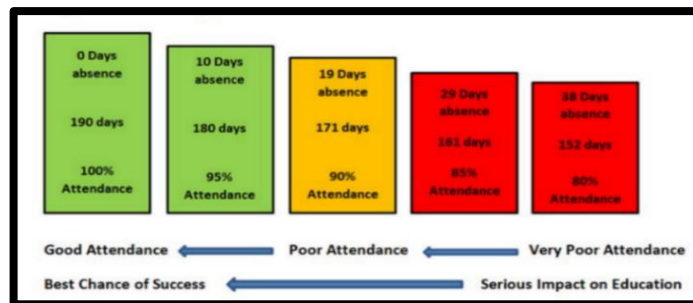 0 Days
absence
190 days
100%
Attendance
10 Days
absence
180 days
95%
Attendance
19 Days
absence
171 days
90%
Attendance
29 Days
absence
161 days
85%
Attendance
38 Days
absence
152 days
80%
Attendance
Good Attendance
Poor Attendance
Very Poor Attendance
Best Chance of Success
Serious Impact on Education